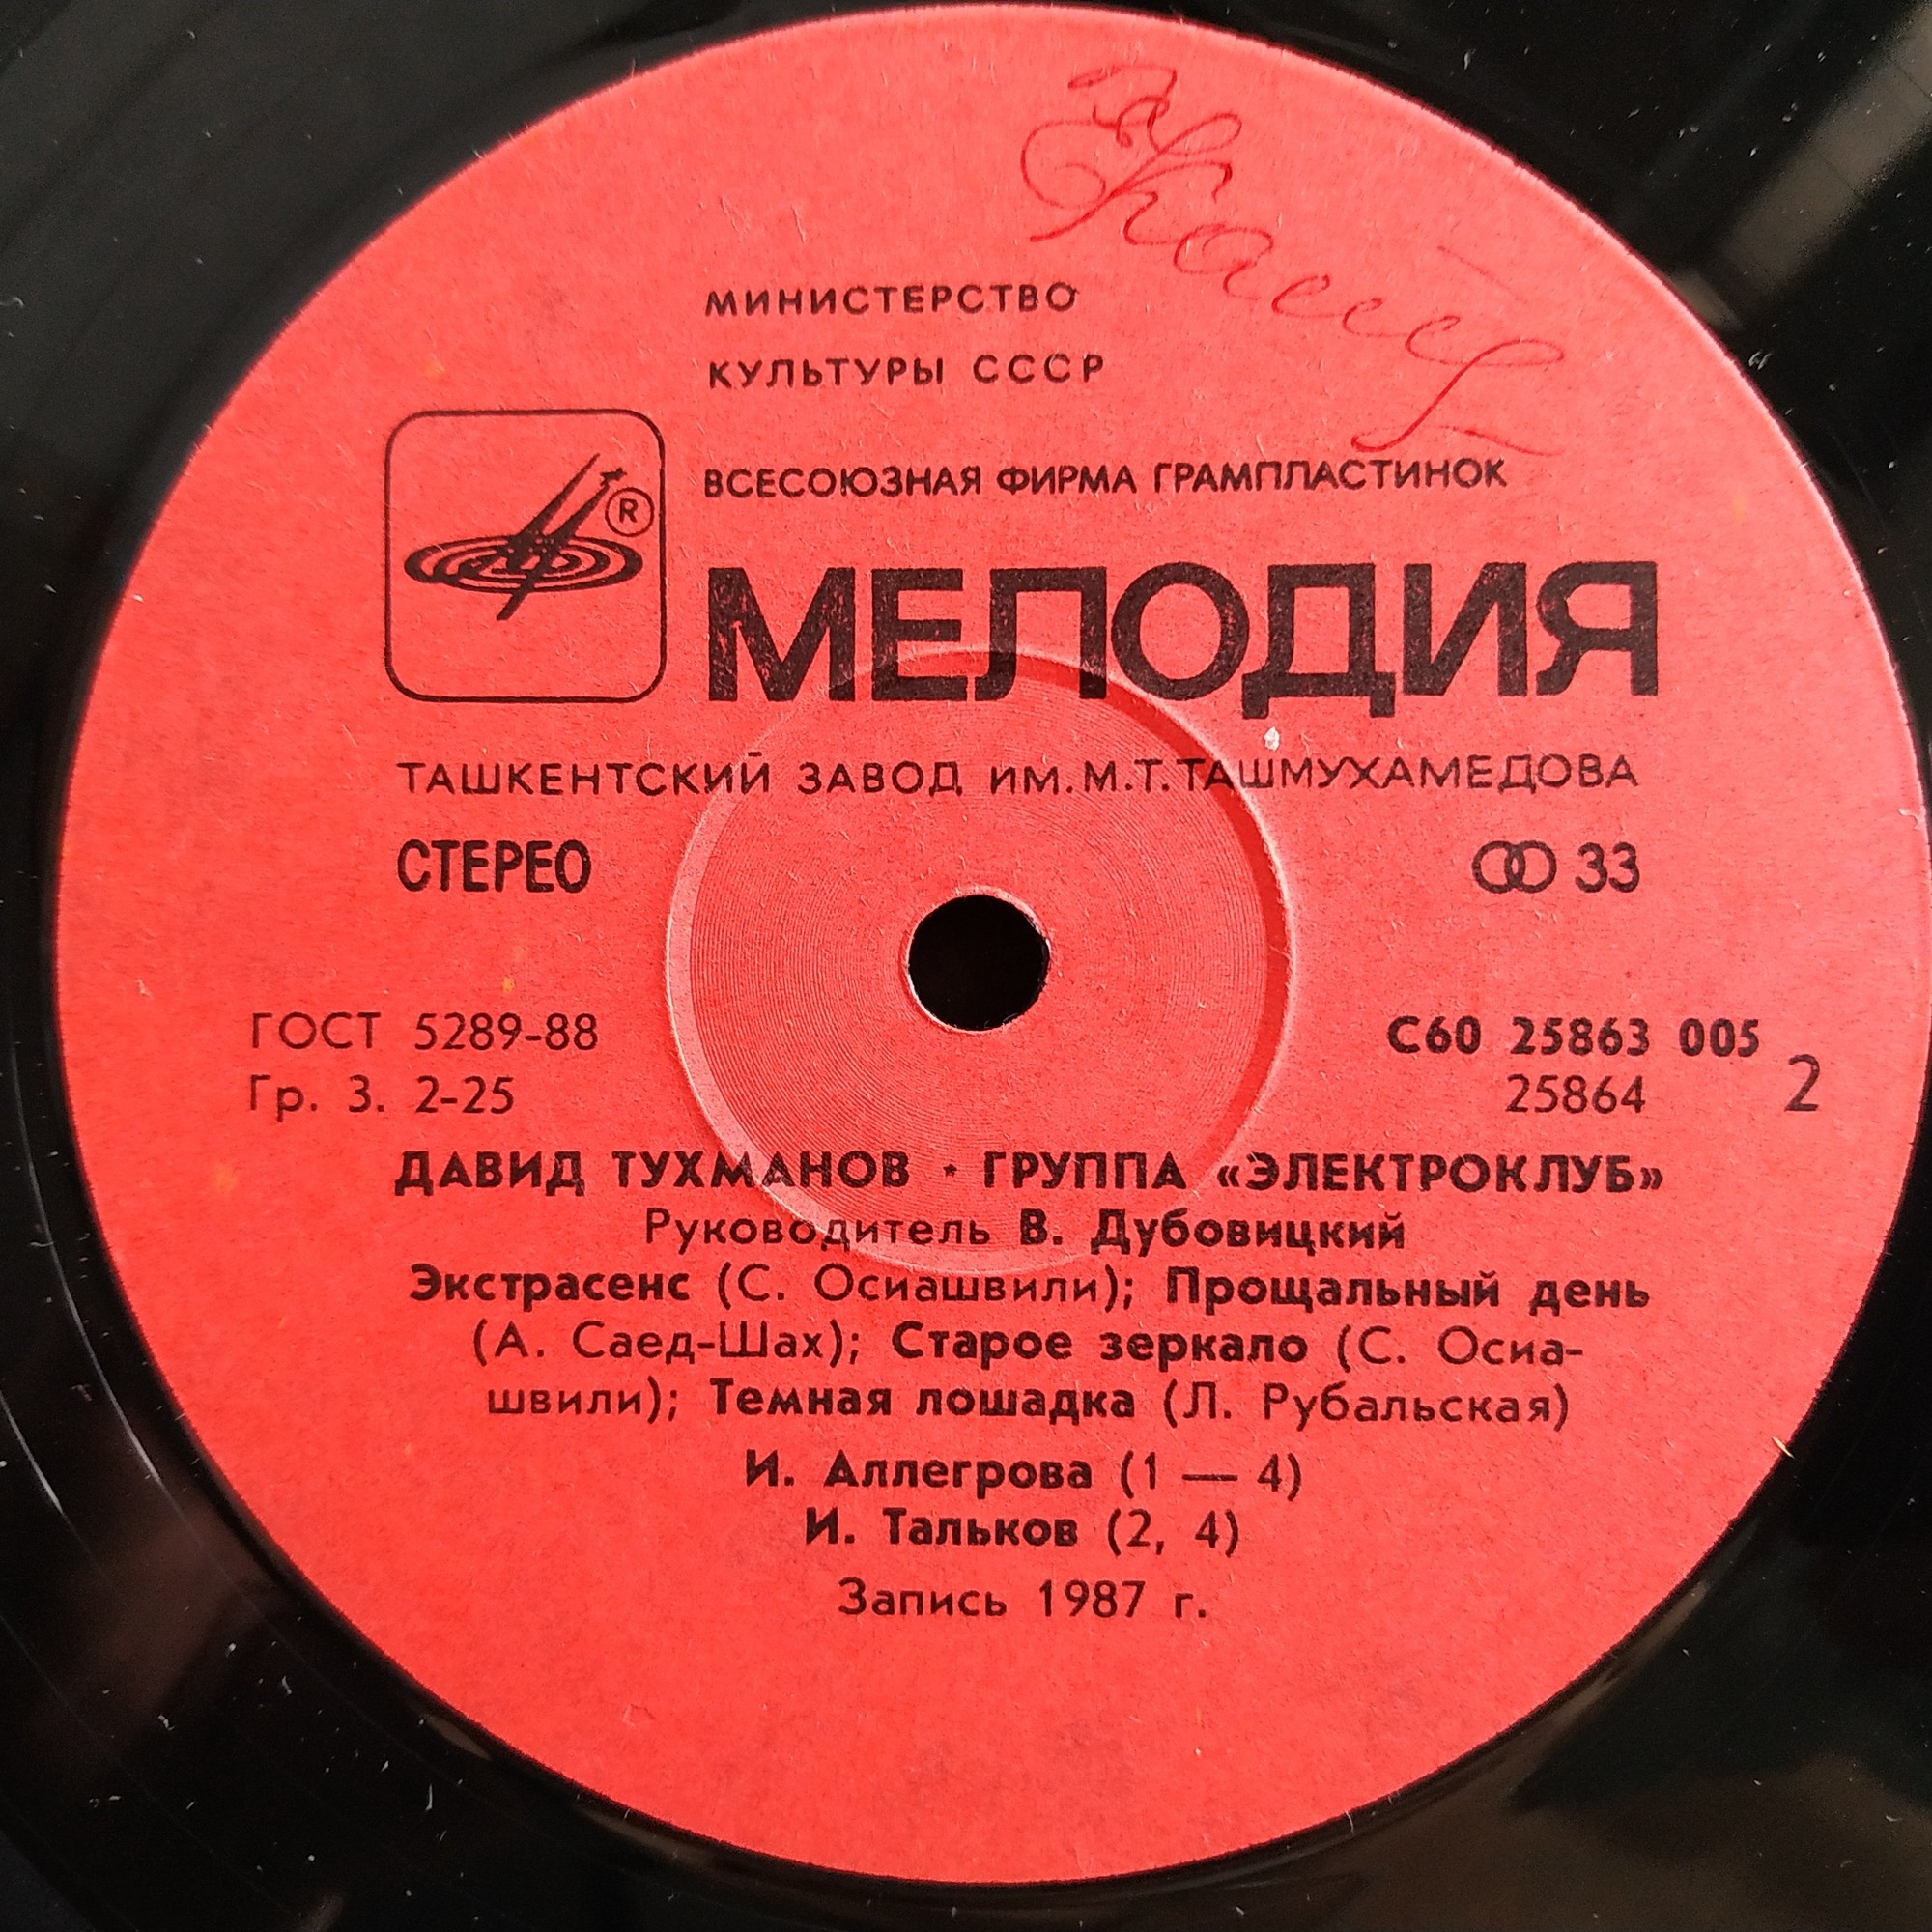 МИНИСТЕРСТВО
КУЛЬТУРЫ СССР
ВСЕСОЮЗНАЯ ФИРМА ГРАМПЛАСТИНОК
®
МЕЛОДИЯ
ТАШКЕНТСКИЙ ЗАВОД ИМ. М.Т. ТАШМУХАМЕДОВА
СТЕРЕО 33
ГОСТ 5289-88 С60 25863 005
Гр. 3. 2-25 25864 2
ДАВИД ТУХМАНОВ · ГРУППА «ЭЛЕКТРОКЛУБ»
Руководитель В. Дубовицкий
Экстрасенс (С. Осиашвили); Прощальный день
(А. Саед-Шах); Старое зеркало (С. Осиа-
швили); Темная лошадка (Л. Рубальская)
И. Аллегрова (1 — 4)
И. Тальков (2, 4)
Запись 1987 г.